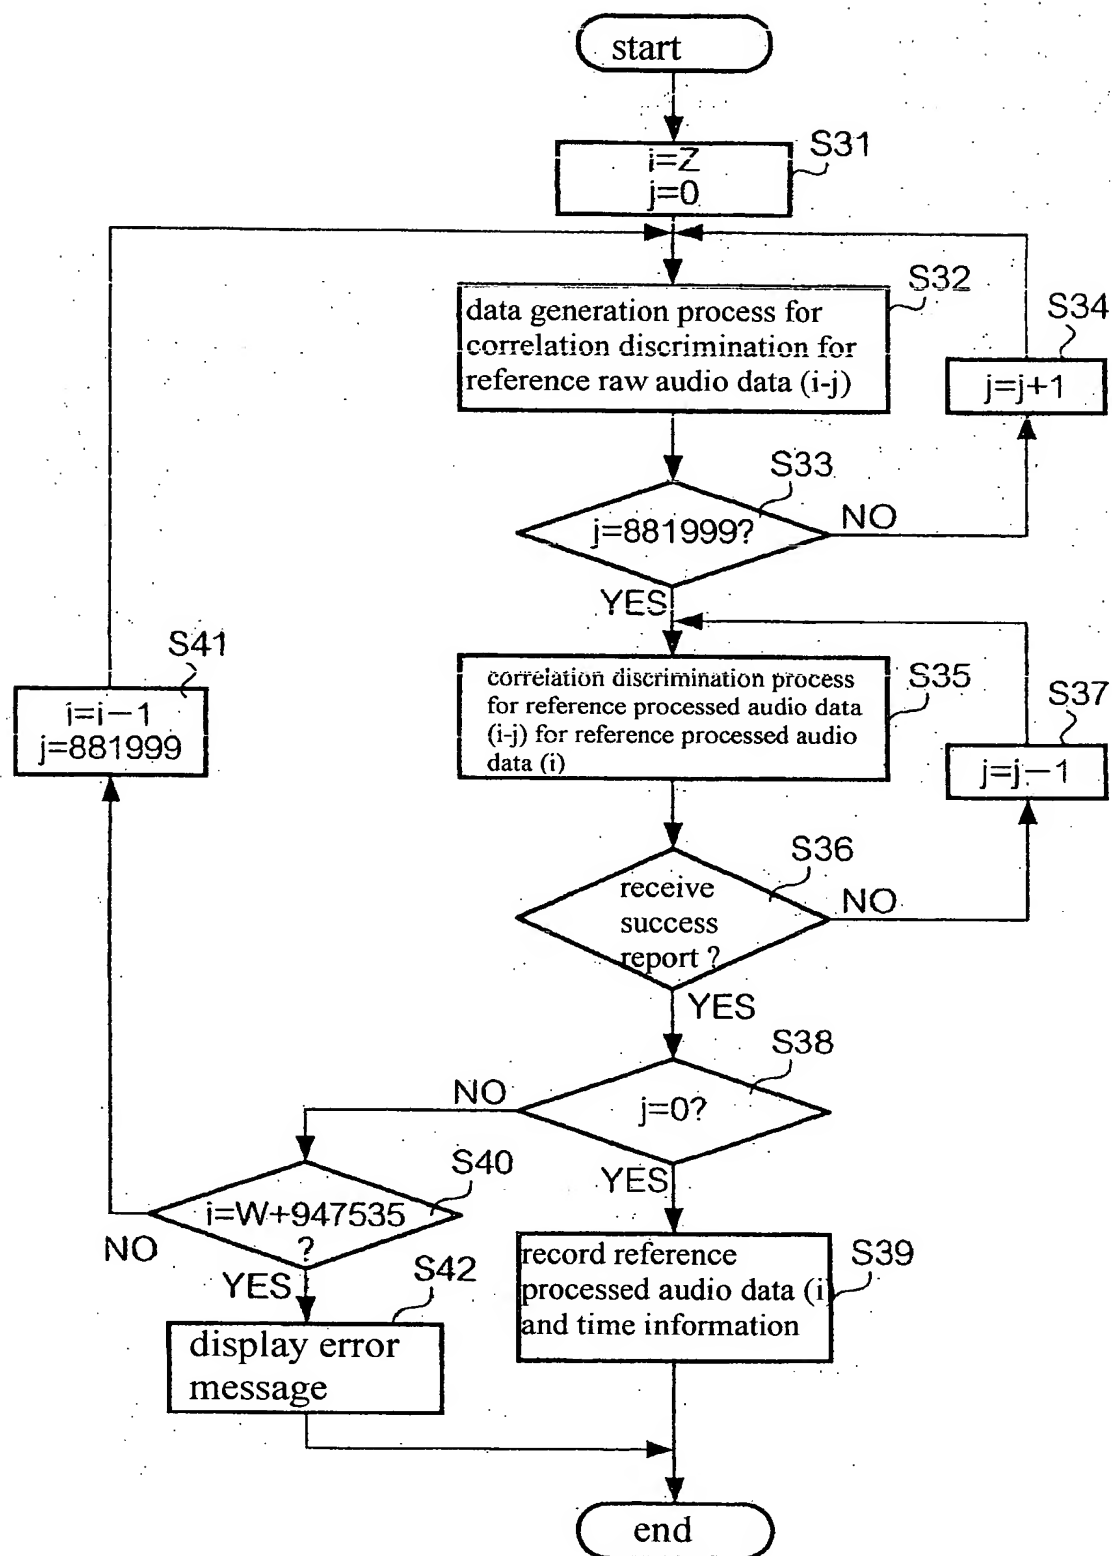 start
S31
i=Z
j=0
S32
data generation process for
correlation discrimination for
reference raw audio data (i-j)
S34
j=j+1
S33
j=881999?
NO
YES
S41
i=i−1
j=881999
S35
correlation discrimination process
for reference processed audio data
(i-j) for reference processed audio
data (i)
S37
j=j−1
S36
receive
success
report ?
NO
YES
S38
j=0?
NO
YES
S40
i=W+947535
?
NO
YES
S42
display error
message
S39
record reference
processed audio data (i
and time information
end